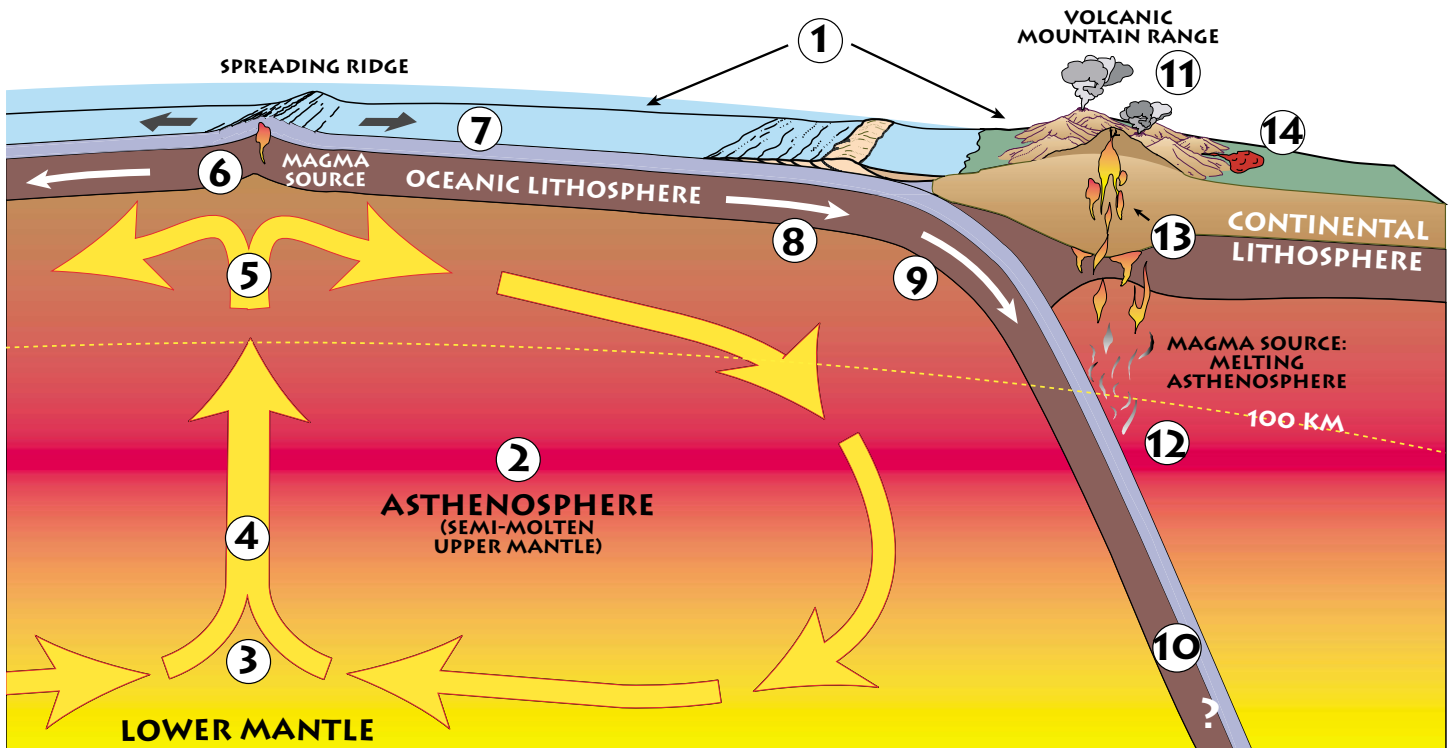 1
VOLCANIC
MOUNTAIN RANGE
11
SPREADING RIDGE
7
14
6
MAGMA
SOURCE
OCEANIC LITHOSPHERE
8
9
13
CONTINENTAL
LITHOSPHERE
5
MAGMA SOURCE:
MELTING
ASTHENOSPHERE
100 KM
12
2
ASTHENOSPHERE
(SEMI-MOLTEN
UPPER MANTLE)
4
3
10
?
LOWER MANTLE